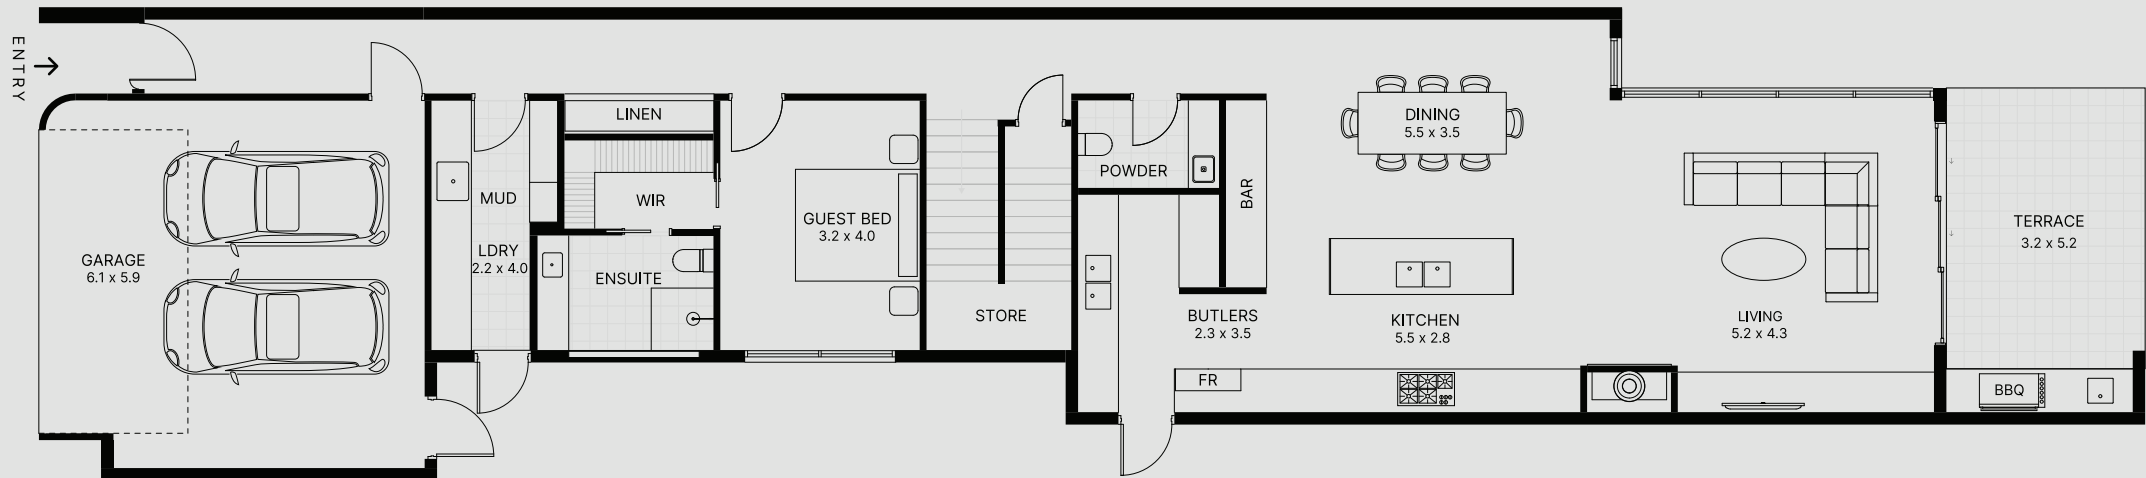 ENTRY
GARAGE
6.1 x 5.9
MUD
LDRY
2.2 x 4.0
LINEN
WIR
ENSUITE
GUEST BED
3.2 x 4.0
STORE
POWDER
BAR
BUTLERS
2.3 x 3.5
FR
DINING
5.5 x 3.5
KITCHEN
5.5 x 2.8
LIVING
5.2 x 4.3
TERRACE
3.2 x 5.2
BBQ